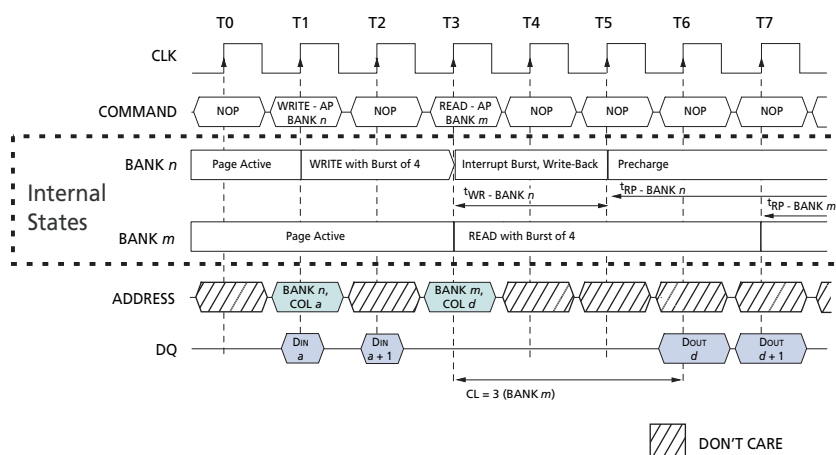 T0 T1 T2 T3 T4 T5 T6 T7
CLK
COMMAND NOP WRITE - AP BANK n NOP READ - AP BANK m NOP NOP NOP NOP
BANK n Page Active WRITE with Burst of 4 Interrupt Burst, Write-Back Precharge
Internal States
tWR - BANK n tRP - BANK n
tRP - BANK m
BANK m Page Active READ with Burst of 4
ADDRESS BANK n, COL a BANK m, COL d
DQ DIN a DIN a + 1 DOUT d DOUT d + 1
CL = 3 (BANK m)
DON'T CARE